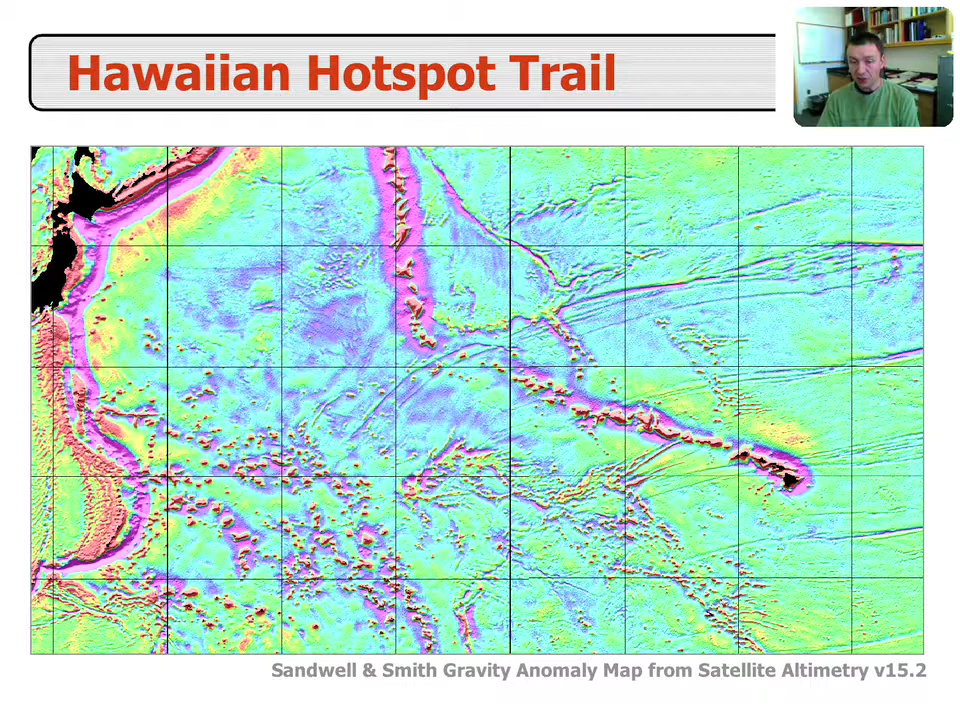 Hawaiian Hotspot Trail
Sandwell & Smith Gravity Anomaly Map from Satellite Altimetry v15.2